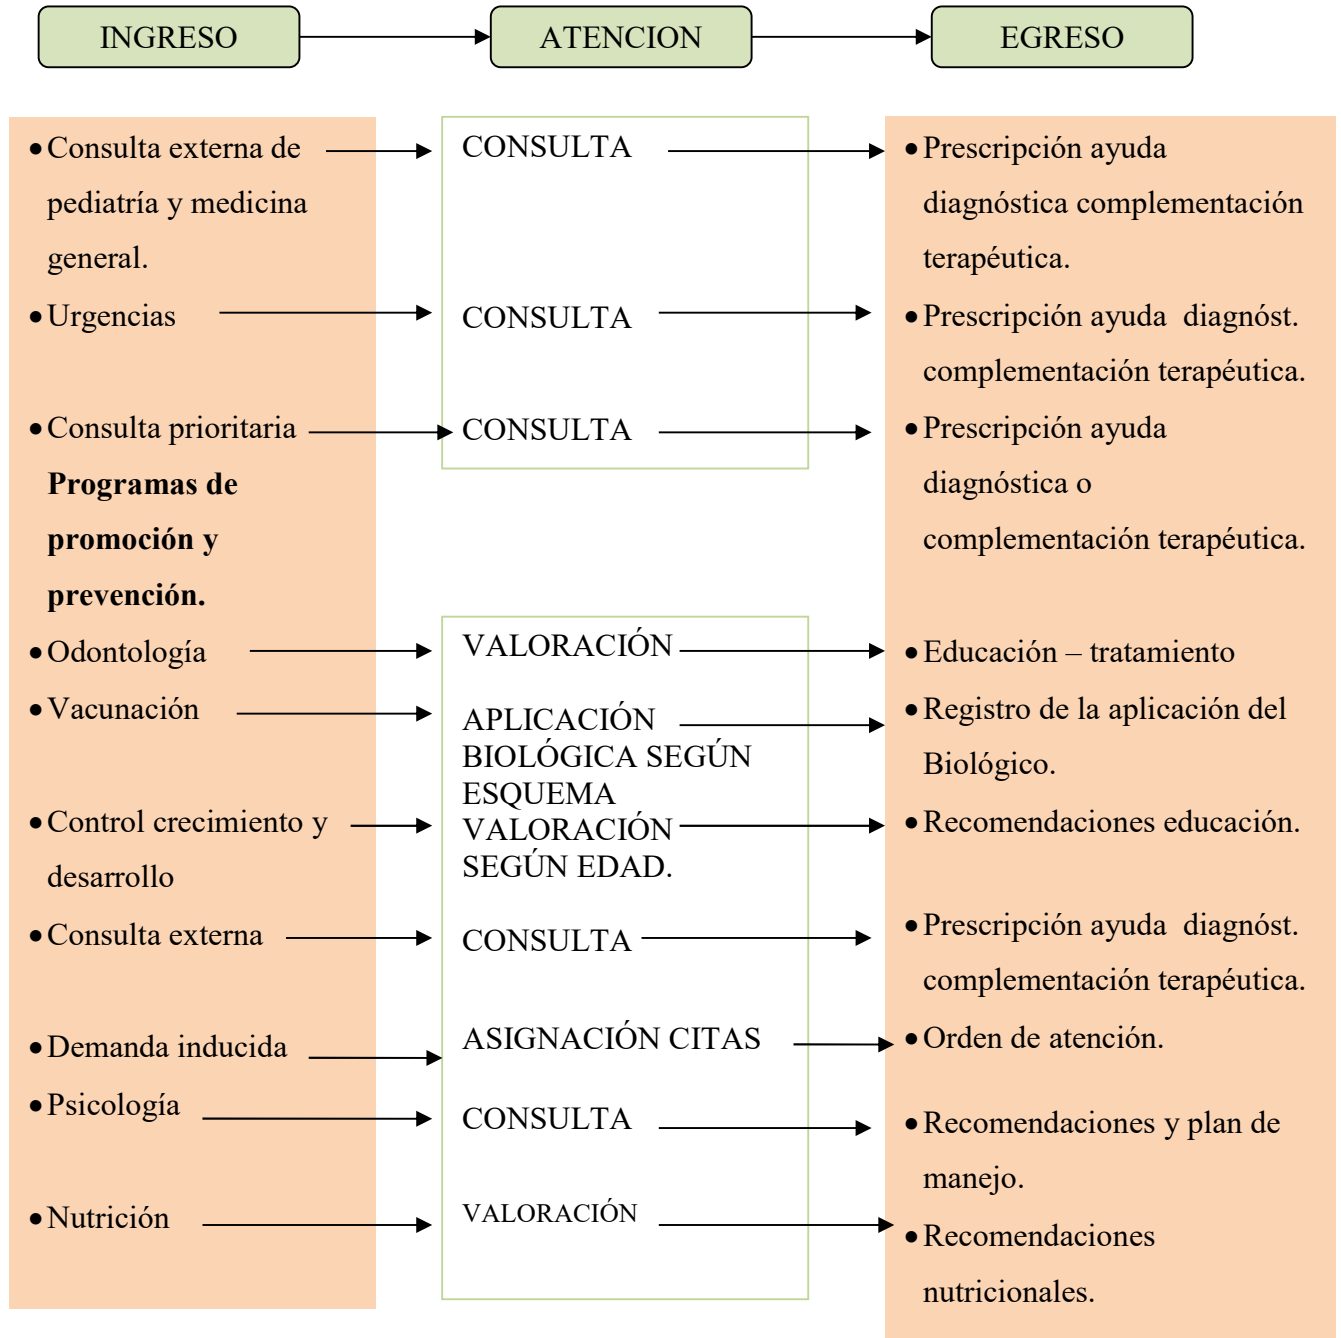 INGRESO
ATENCION
EGRESO
•Consulta externa de
pediatría y medicina
general.
•Urgencias
•Consulta prioritaria
Programas de
promoción y
prevención.
•Odontología
•Vacunación
•Control crecimiento y
desarrollo
•Consulta externa
•Demanda inducida
•Psicología
•Nutrición
CONSULTA
CONSULTA
CONSULTA
VALORACIÓN
APLICACIÓN
BIOLÓGICA SEGÚN
ESQUEMA
VALORACIÓN
SEGÚN EDAD.
CONSULTA
ASIGNACIÓN CITAS
CONSULTA
VALORACIÓN
•Prescripción ayuda
diagnóstica complementación
terapéutica.
•Prescripción ayuda diagnóst.
complementación terapéutica.
•Prescripción ayuda
diagnóstica o
complementación terapéutica.
•Educación – tratamiento
•Registro de la aplicación del
Biológico.
•Recomendaciones educación.
•Prescripción ayuda diagnóst.
complementación terapéutica.
•Orden de atención.
•Recomendaciones y plan de
manejo.
•Recomendaciones
nutricionales.